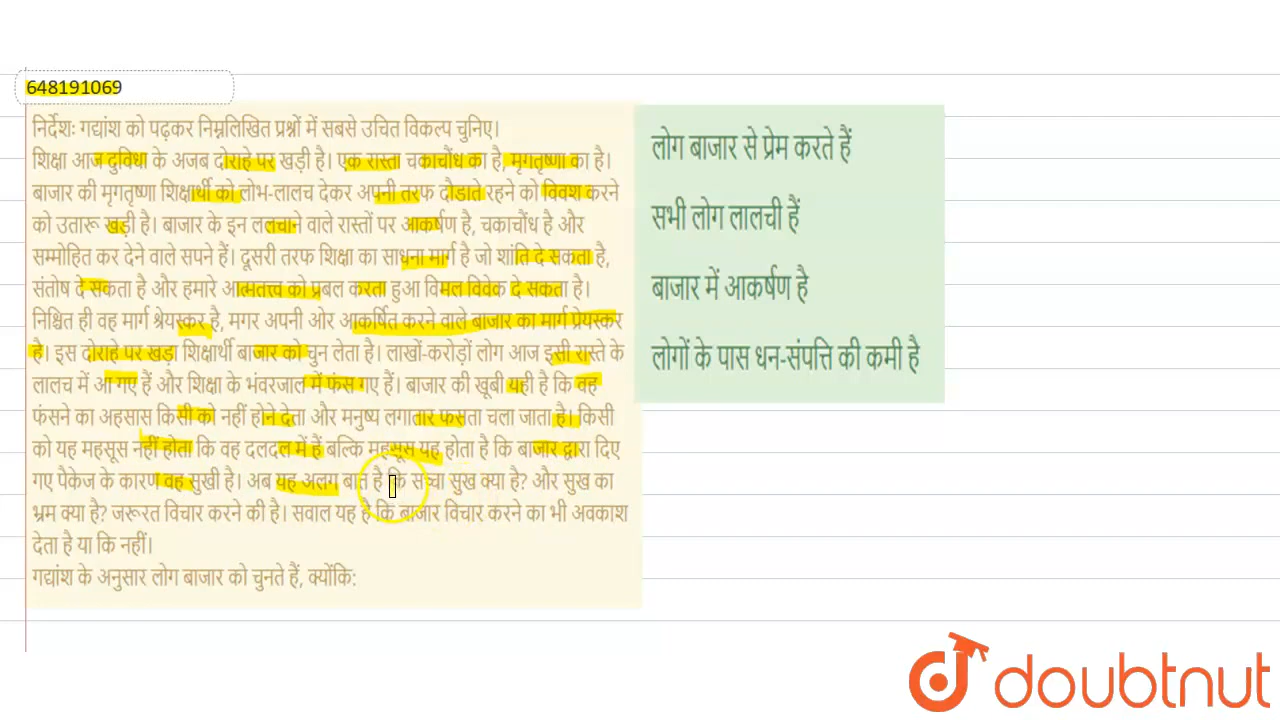 648191069
निर्देशः गद्यांश को पढ़कर निम्नलिखित प्रश्नों में सबसे उचित विकल्प चुनिए।
शिक्षा आज दुविधा के अजब दोराहे पर खड़ी है। एक रास्ता चकाचौंध का है, मृगतृष्णा का है।
बाजार की मृगतृष्णा शिक्षार्थी को लोभ-लालच देकर अपनी तरफ दौडाते रहने को विवश करने
को उतारू खड़ी है। बाजार के इन ललचाने वाले रास्तों पर आकर्षण है, चकाचौंध है और
सम्मोहित कर देने वाले सपने हैं। दूसरी तरफ शिक्षा का साधना मार्ग है जो शांति दे सकता है,
संतोष दे सकता है और हमारे आत्मतत्त्व को प्रबल करता हुआ विमल विवेक दे सकता है।
निश्चित ही वह मार्ग श्रेयस्कर है, मगर अपनी ओर आकर्षित करने वाले बाजार का मार्ग प्रेयस्कर
है। इस दोराहे पर खड़ा शिक्षार्थी बाजार को चुन लेता है। लाखों-करोड़ों लोग आज इसी रास्ते के
लालच में आ गए हैं और शिक्षा के भंवरजाल में फंस गए हैं। बाजार की खूबी यही है कि वह
फंसने का अहसास किसी को नहीं होने देता और मनुष्य लगातार फसता चला जाता है। किसी
को यह महसूस नहीं होता कि वह दलदल में हैं बल्कि महसूस यह होता है कि बाजार द्वारा दिए
गए पैकेज के कारण वह सुखी है। अब यह अलग बात है कि सच्चा सुख क्या है? और सुख का
भ्रम क्या है? जरूरत विचार करने की है। सवाल यह है कि बाजार विचार करने का भी अवकाश
देता है या कि नहीं।
गद्यांश के अनुसार लोग बाजार को चुनते हैं, क्योंकि:
लोग बाजार से प्रेम करते हैं
सभी लोग लालची हैं
बाजार में आकर्षण है
लोगों के पास धन-संपत्ति की कमी है
doubtnut